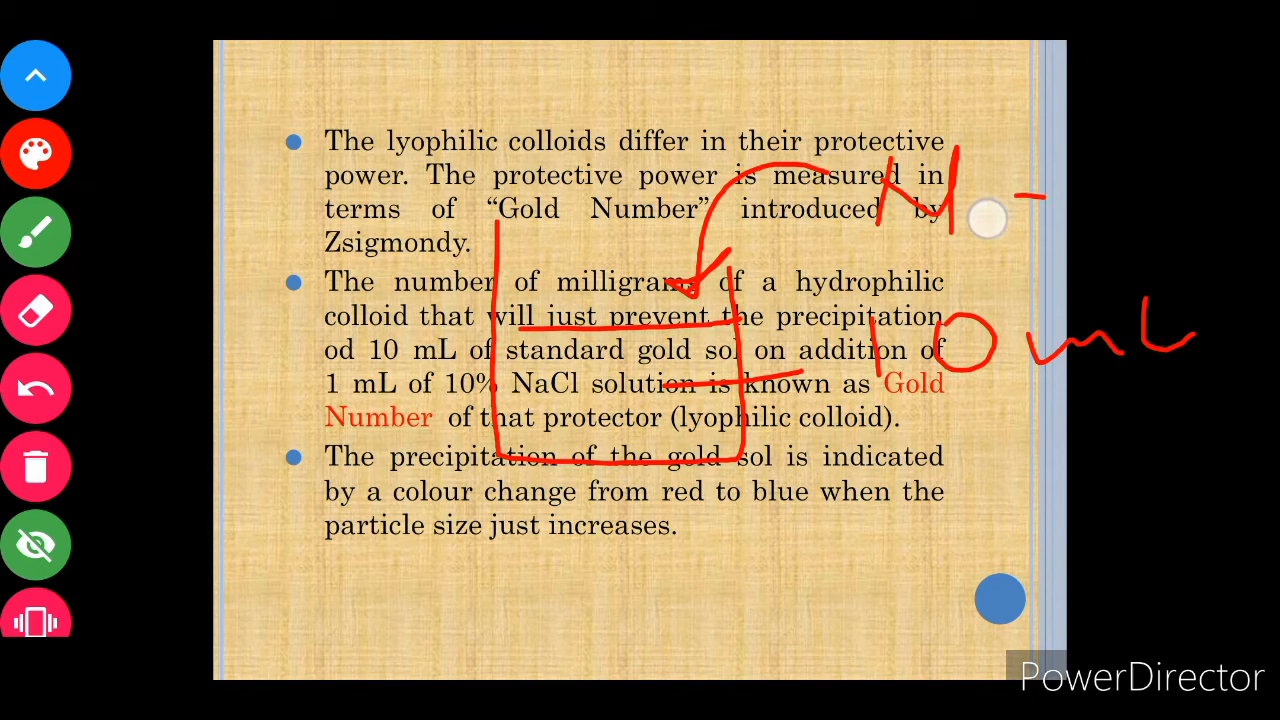 The lyophilic colloids differ in their protective
power. The protective power is measured in
terms of “Gold Number” introduced by
Zsigmondy.
The number of milligrams of a hydrophilic
colloid that will just prevent the precipitation
od 10 mL of standard gold sol on addition of
1 mL of 10% NaCl solution is known as Gold
Number of that protector (lyophilic colloid).
The precipitation of the gold sol is indicated
by a colour change from red to blue when the
particle size just increases.
10 mL
PowerDirector